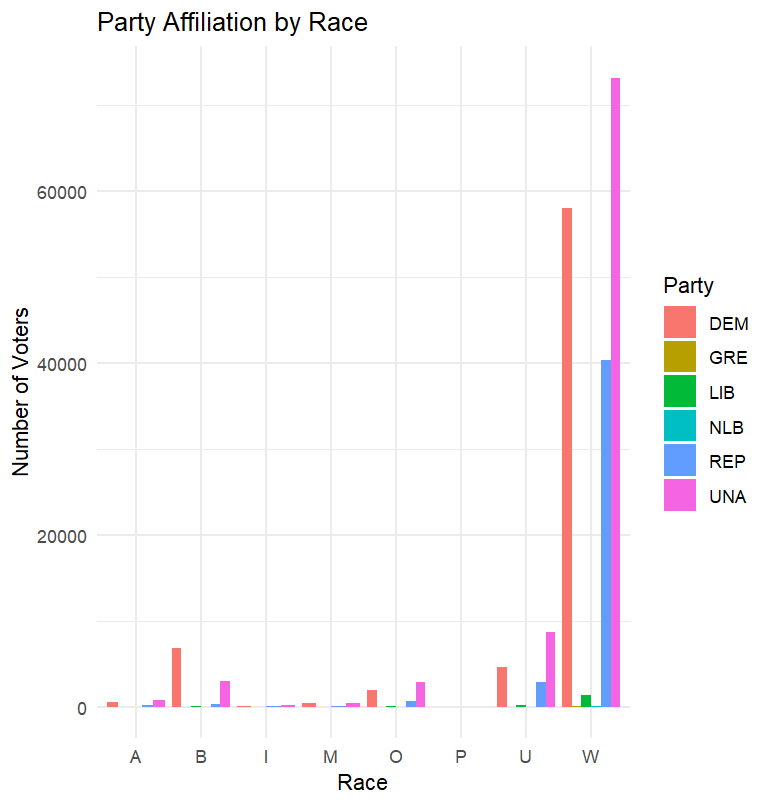 Party Affiliation by Race
Number of Voters
60000
40000
20000
0
A B I M O P U W
Race
Party
DEM
GRE
LIB
NLB
REP
UNA